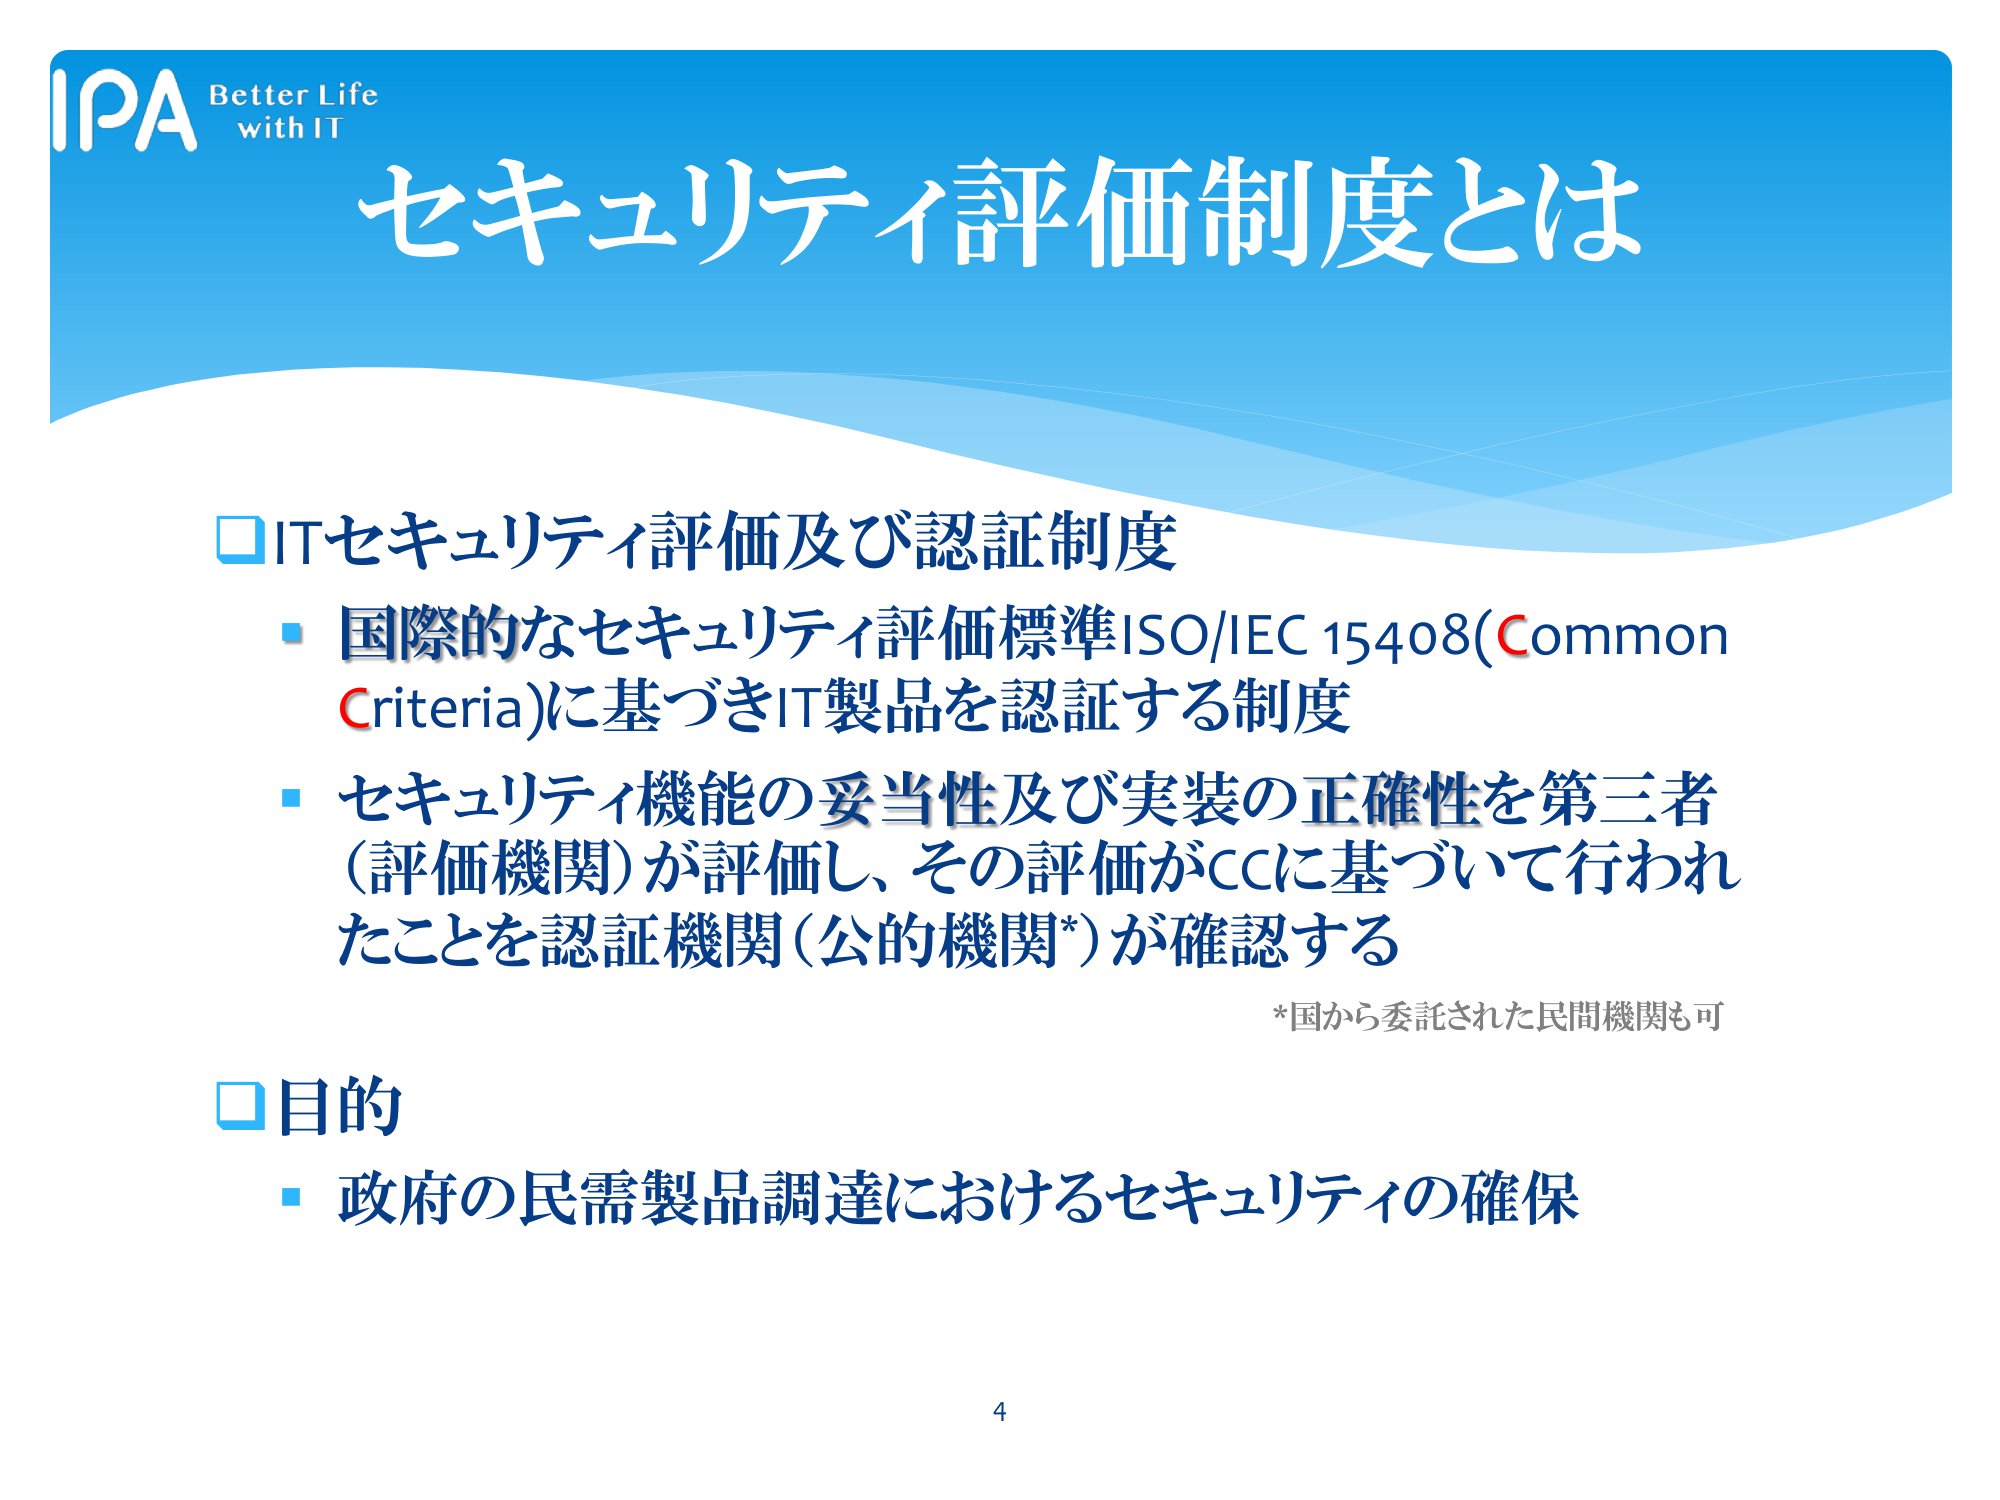 IPA Better Life
with IT
セキュリティ評価制度とは
❑ITセキュリティ評価及び認証制度
▪ 国際的なセキュリティ評価標準ISO/IEC 15408(Common
Criteria)に基づきIT製品を認証する制度
▪ セキュリティ機能の妥当性及び実装の正確性を第三者
（評価機関）が評価し、その評価がCCに基づいて行われ
たことを認証機関（公的機関*）が確認する
*国から委託された民間機関も可
❑目的
▪ 政府の民需製品調達におけるセキュリティの確保
4